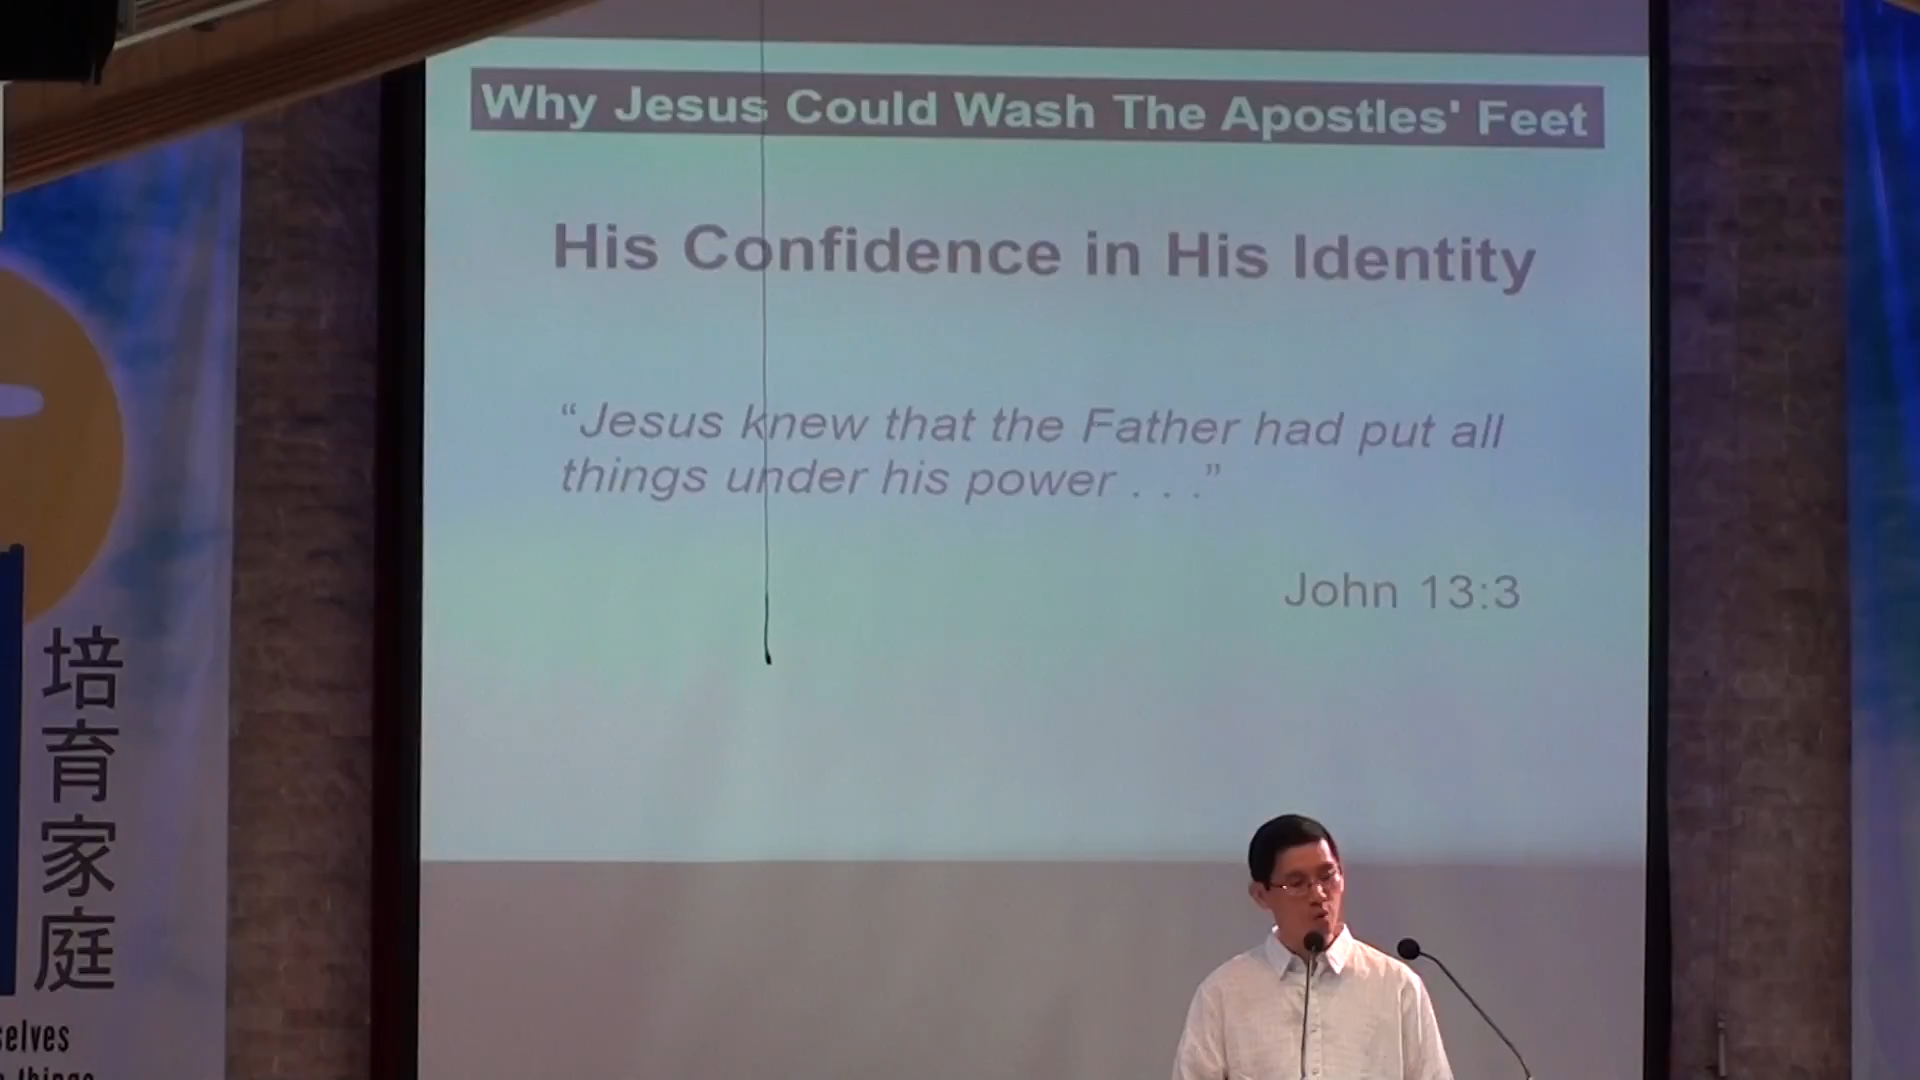 Why Jesus Could Wash The Apostles' Feet
His Confidence in His Identity
“Jesus knew that the Father had put all
things under his power . . .”
John 13:3
培育家庭
selves
things